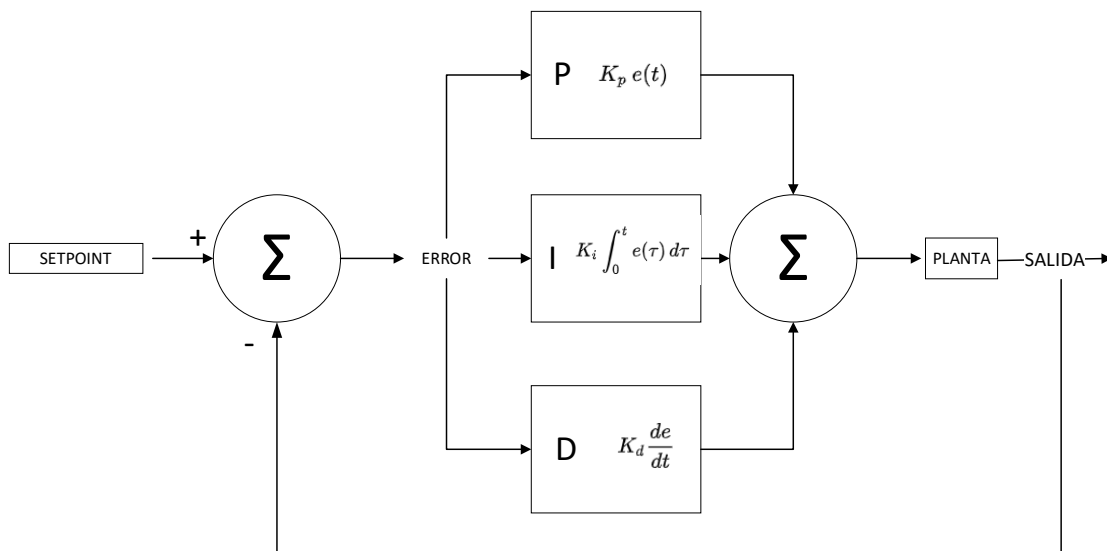 P K_p e(t)
+
SETPOINT
Σ
ERROR
I K_i ∫_0^t e(τ) dτ
Σ
PLANTA
SALIDA
-
D K_d de/dt